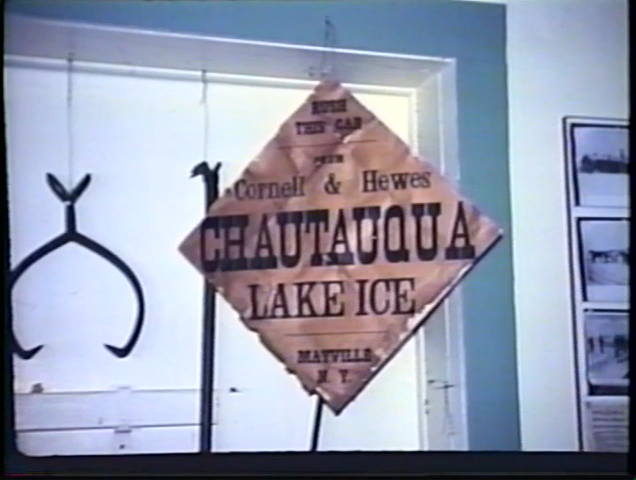 RUSH
THIS CAR
FROM
Cornell & Hewes
CHAUTAUQUA
LAKE ICE
MAYVILLE
N. Y.